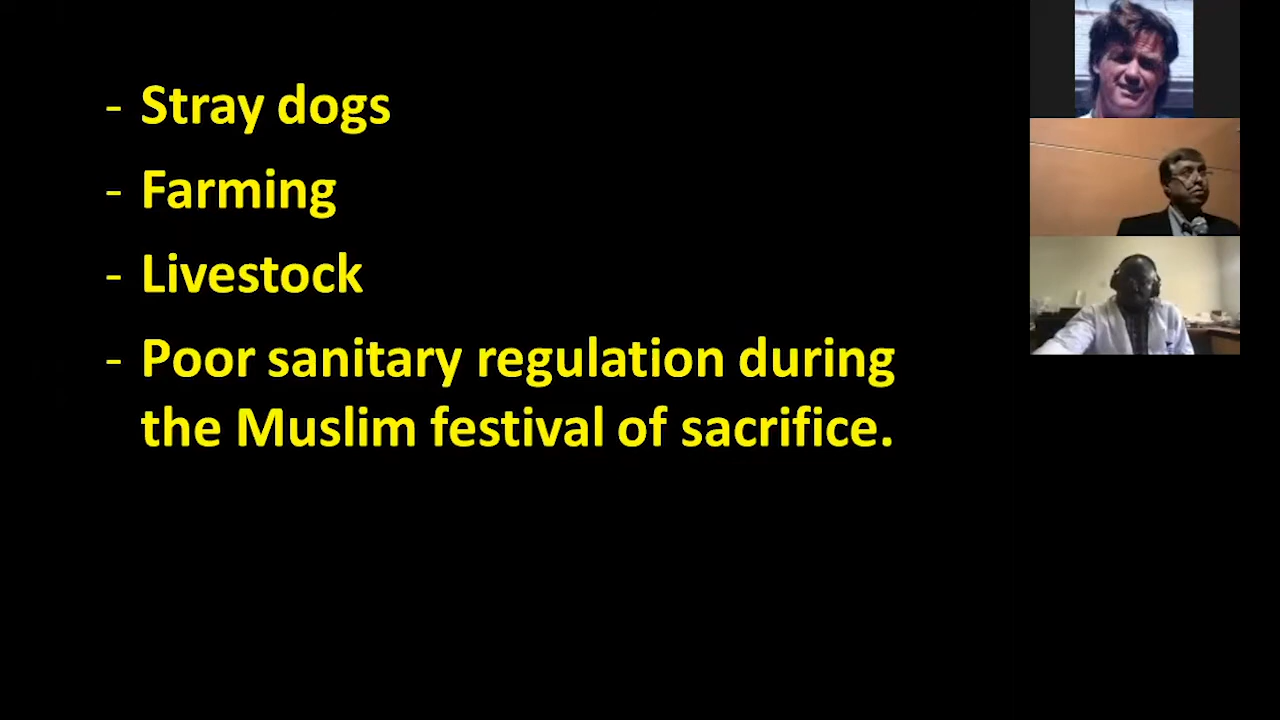 - Stray dogs
- Farming
- Livestock
- Poor sanitary regulation during
the Muslim festival of sacrifice.